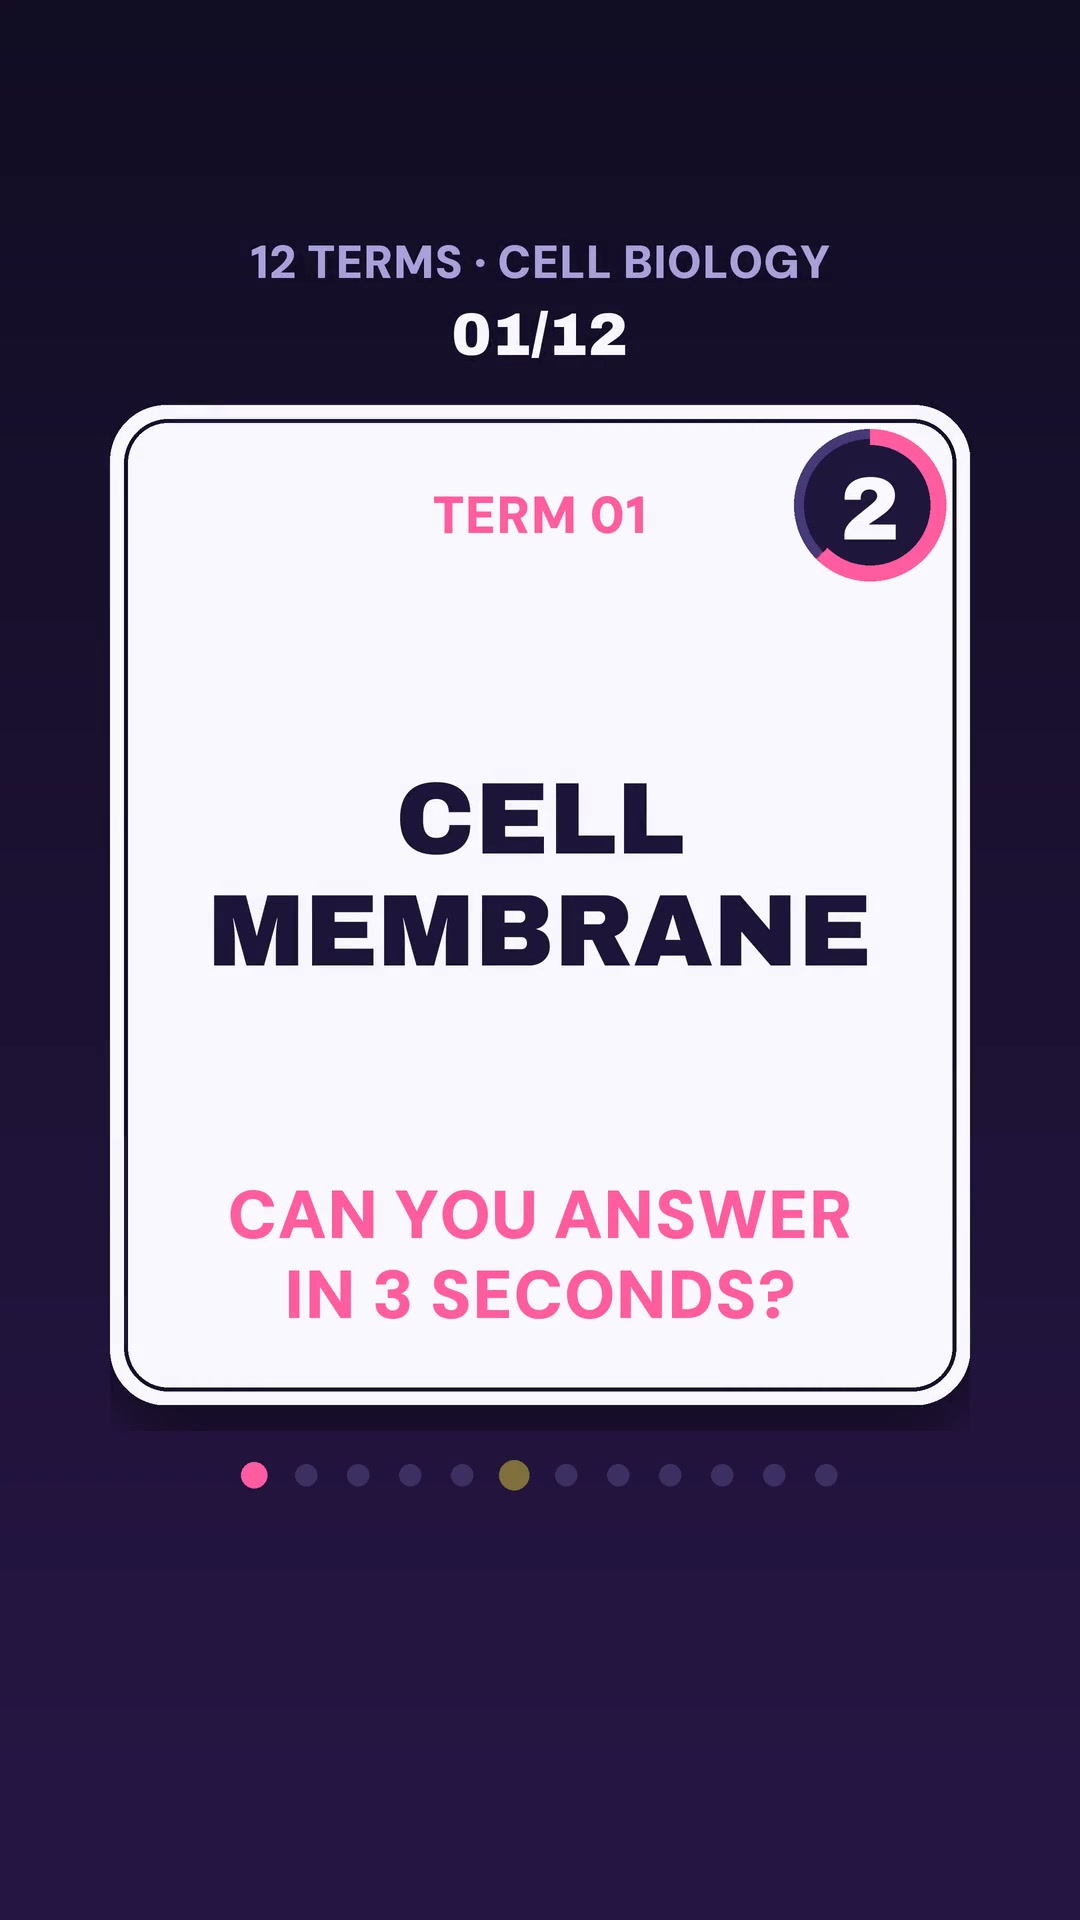 12 TERMS · CELL BIOLOGY
01/12
TERM 01
2
CELL
MEMBRANE
CAN YOU ANSWER
IN 3 SECONDS?